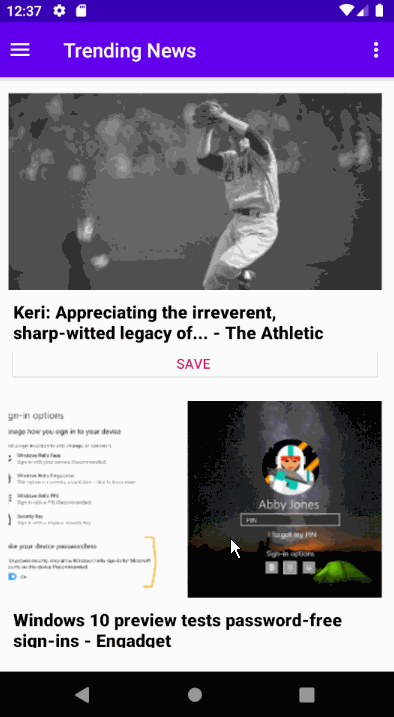 12:37
Trending News
Keri: Appreciating the irreverent,
sharp-witted legacy of... - The Athletic
SAVE
gn-in options
nage how you sign in to your device
Windows Hello Face
Windows Hello Fingerprint
Windows Hello PIN
Security Key
ke your device passwordless
On
Abby Jones
PIN
I forgot my PIN
Sign-in options
Windows 10 preview tests password-free
sign-ins - Engadget